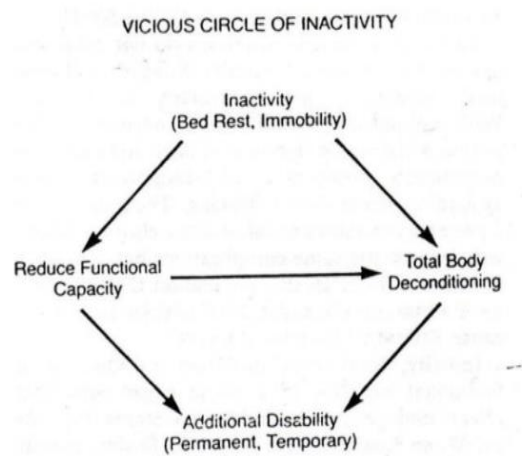 VICIOUS CIRCLE OF INACTIVITY
Inactivity
(Bed Rest, Immobility)
Reduce Functional
Capacity
Total Body
Deconditioning
Additional Disability
(Permanent, Temporary)